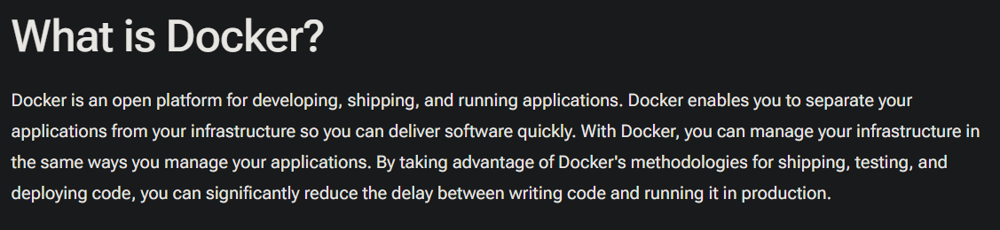 What is Docker?
Docker is an open platform for developing, shipping, and running applications. Docker enables you to separate your
applications from your infrastructure so you can deliver software quickly. With Docker, you can manage your infrastructure in
the same ways you manage your applications. By taking advantage of Docker's methodologies for shipping, testing, and
deploying code, you can significantly reduce the delay between writing code and running it in production.